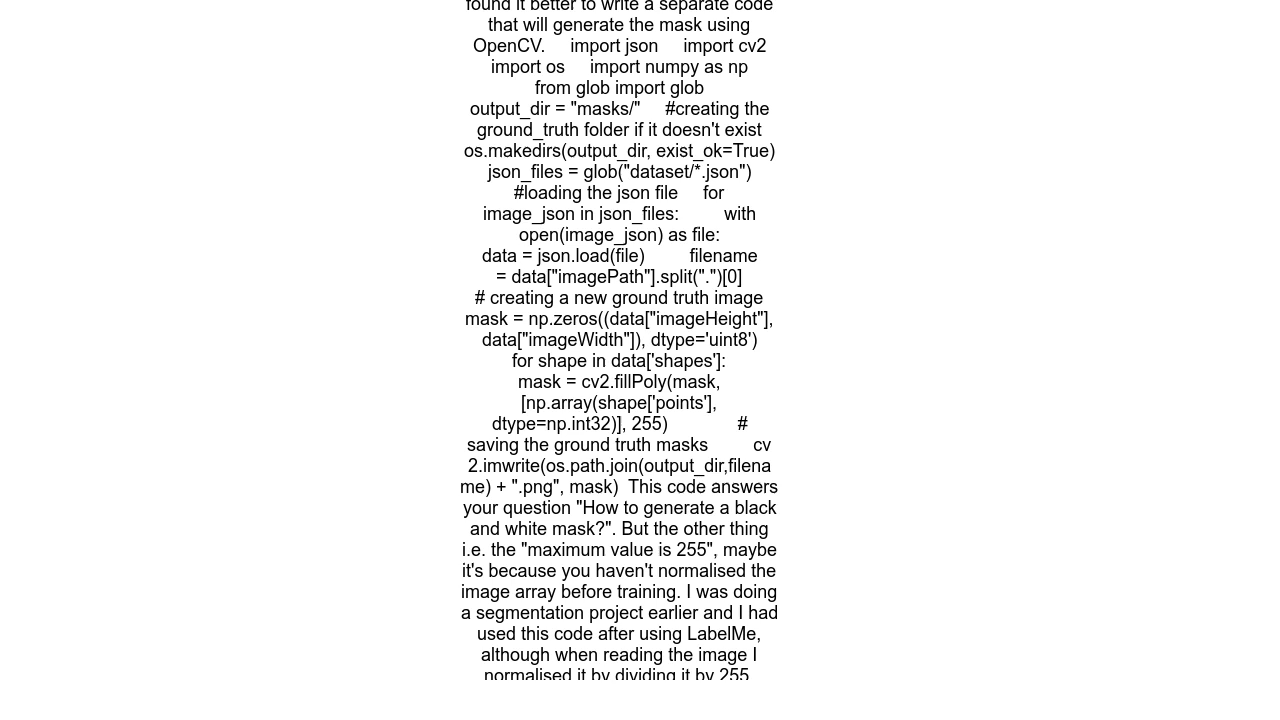 found it better to write a separate code
that will generate the mask using
OpenCV.     import json     import cv2
import os     import numpy as np
from glob import glob
output_dir = "masks/"     #creating the
ground_truth folder if it doesn't exist
os.makedirs(output_dir, exist_ok=True)
json_files = glob("dataset/*.json")
#loading the json file     for
image_json in json_files:         with
open(image_json) as file:
data = json.load(file)         filename
= data["imagePath"].split(".")[0]
# creating a new ground truth image
mask = np.zeros((data["imageHeight"],
data["imageWidth"]), dtype='uint8')
for shape in data['shapes']:
mask = cv2.fillPoly(mask,
[np.array(shape['points'],
dtype=np.int32)], 255)              #
saving the ground truth masks         cv
2.imwrite(os.path.join(output_dir,filena
me) + ".png", mask)  This code answers
your question "How to generate a black
and white mask?". But the other thing
i.e. the "maximum value is 255", maybe
it's because you haven't normalised the
image array before training. I was doing
a segmentation project earlier and I had
used this code after using LabelMe,
although when reading the image I
normalised it by dividing it by 255.